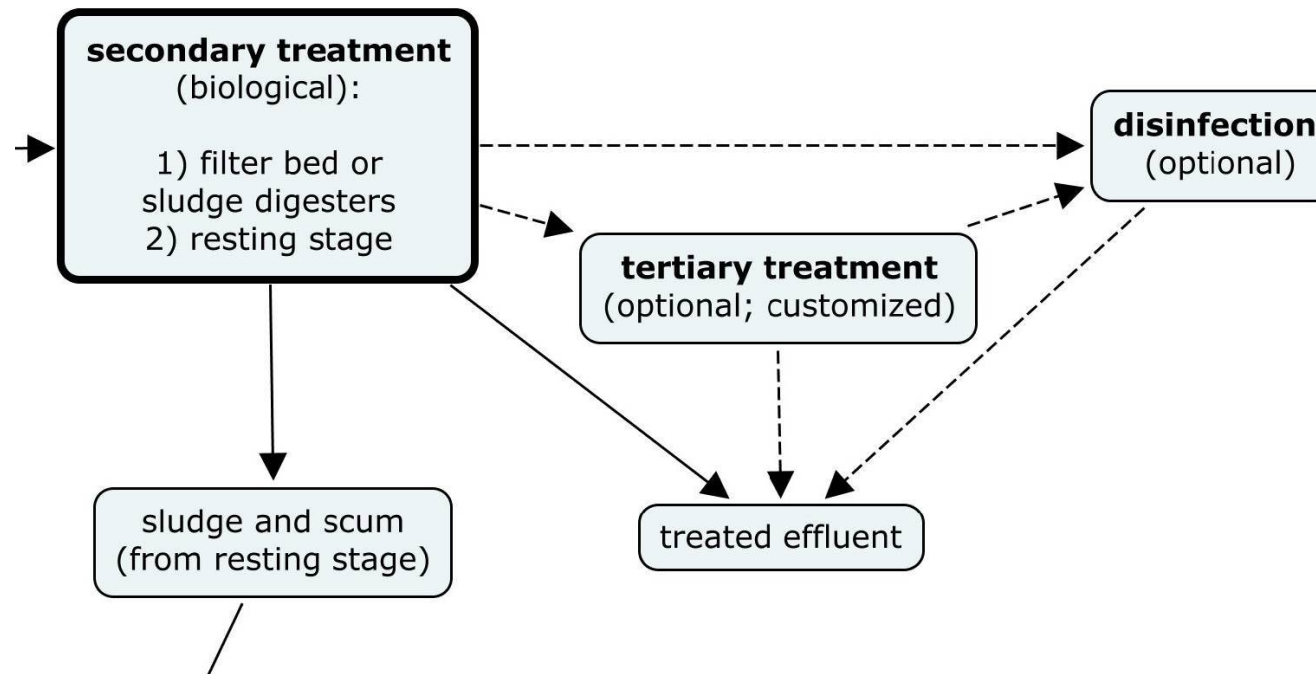 secondary treatment
(biological):
1) filter bed or
sludge digesters
2) resting stage
disinfection
(optional)
tertiary treatment
(optional; customized)
sludge and scum
(from resting stage)
treated effluent